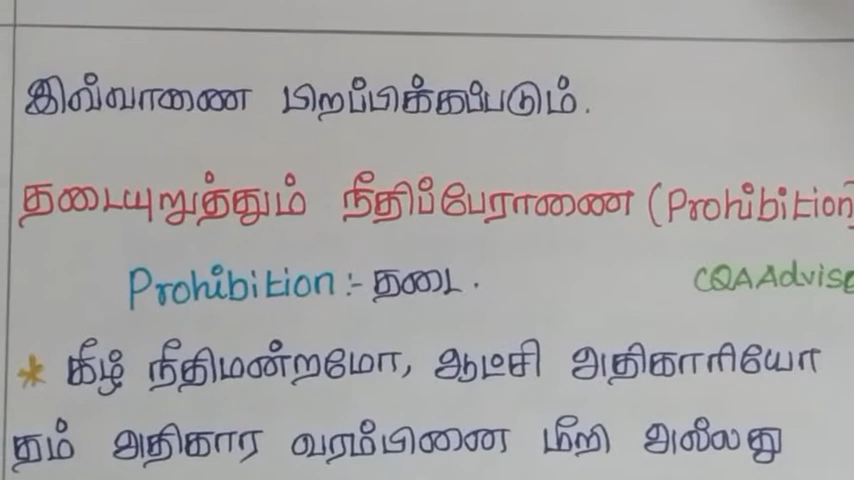 இவ்வாணை பிறப்பிக்கப்படும்.
தடையுறுத்தும் நீதிப்பேராணை (Prohibition)
Prohibition :- தடை.
CQAAdvise
* கீழ் நீதிமன்றமோ, ஆட்சி அதிகாரியோ
தம் அதிகார வரம்பினை மீறி அல்லது